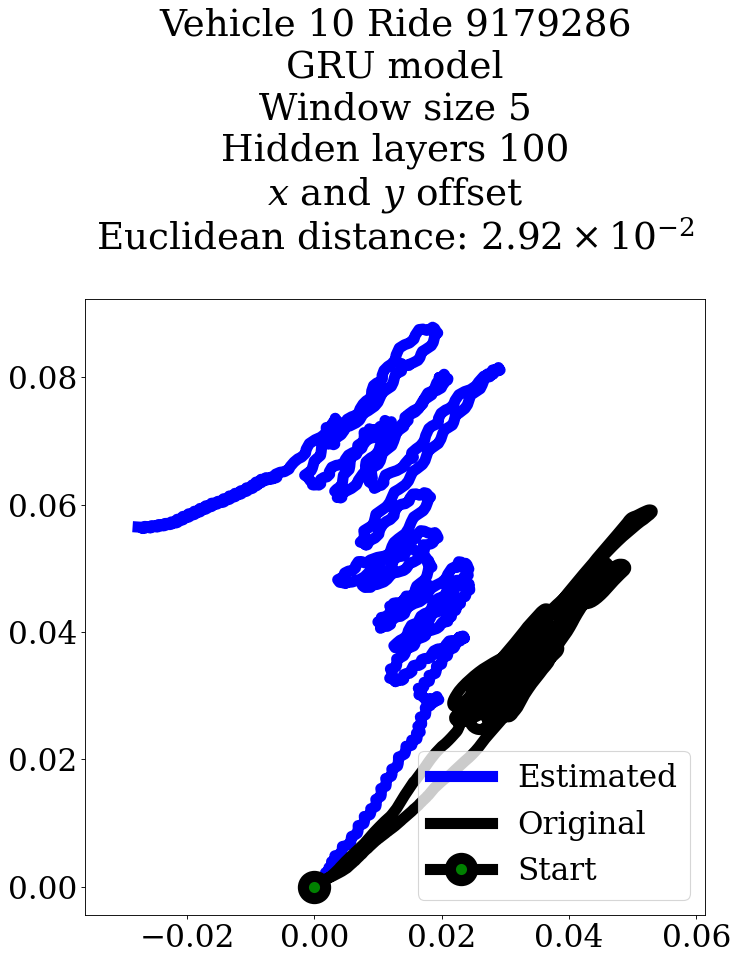 Vehicle 10 Ride 9179286
GRU model
Window size 5
Hidden layers 100
x and y offset
Euclidean distance: 2.92 × 10⁻²
0.08
0.06
0.04
0.02
0.00
Estimated
Original
Start
−0.02 0.00 0.02 0.04 0.06